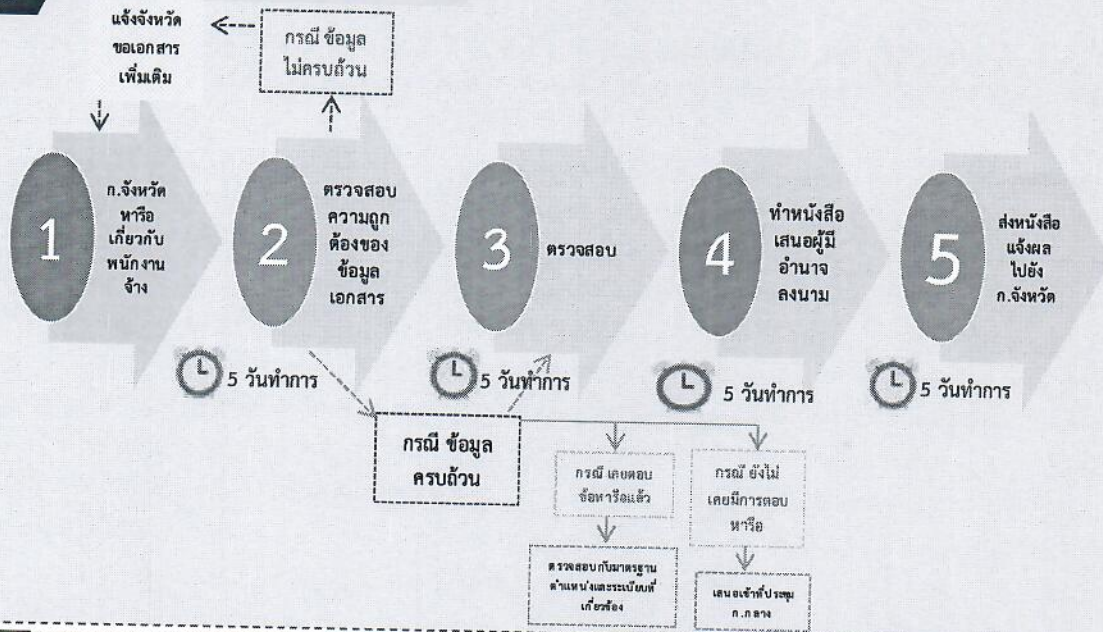 แจ้งจังหวัด
ขอเอกสาร
เพิ่มเติม
กรณี ข้อมูล
ไม่ครบถ้วน
1
ก.จังหวัด
หารือ
เกี่ยวกับ
พนักงาน
จ้าง
2
ตรวจสอบ
ความถูก
ต้องของ
ข้อมูล
เอกสาร
3
ตรวจสอบ
4
ทำหนังสือ
เสนอผู้มี
อำนาจ
ลงนาม
5
ส่งหนังสือ
แจ้งผล
ไปยัง
ก.จังหวัด
5 วันทำการ
5 วันทำการ
5 วันทำการ
5 วันทำการ
กรณี ข้อมูล
ครบถ้วน
กรณี เคยตอบ
ข้อหารือแล้ว
กรณี ยังไม่
เคยมีการตอบ
หารือ
ตรวจสอบกับมาตรฐาน
ตำแหน่งและระเบียบที่
เกี่ยวข้อง
เสนอเข้าที่ประชุม
ก.กลาง